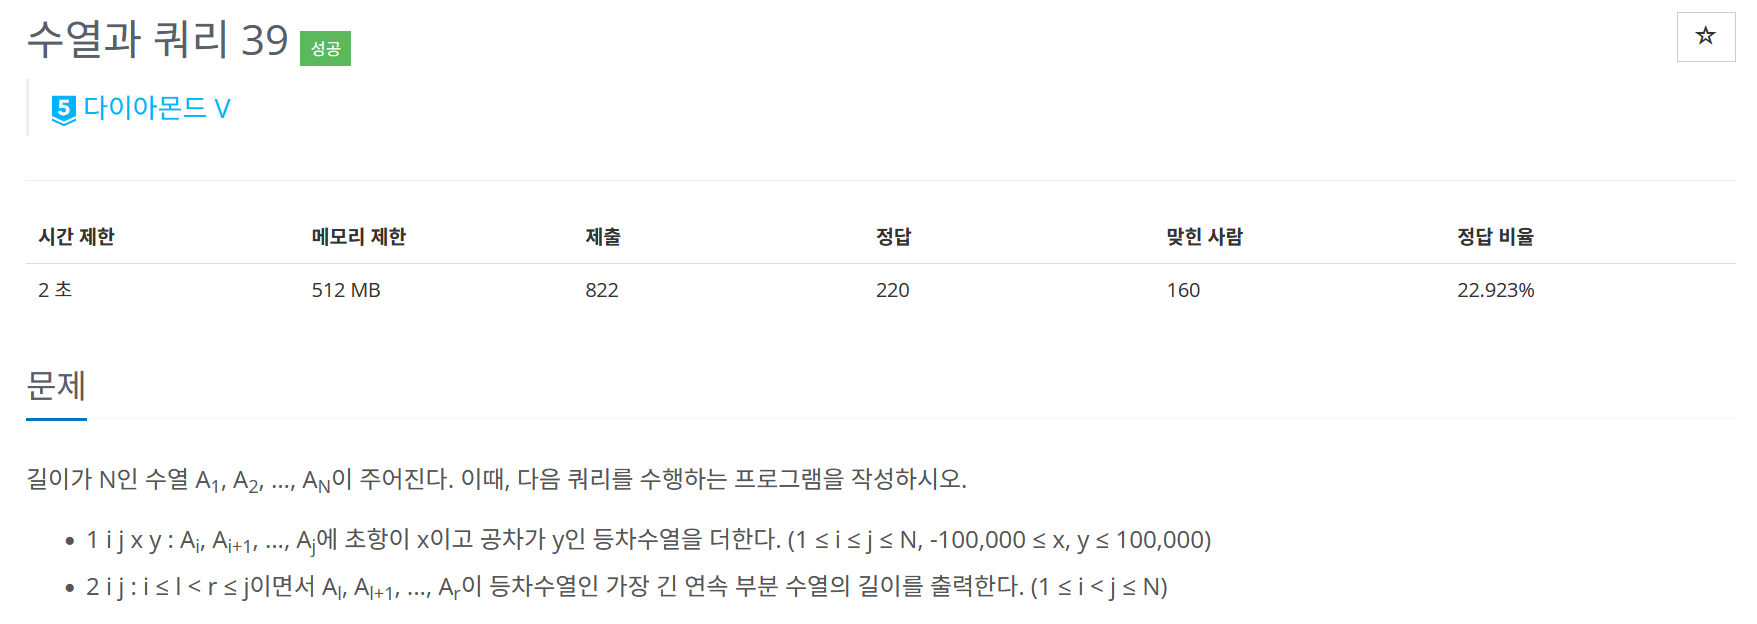 수열과 쿼리 39 성공
5 다이아몬드 V
시간 제한 메모리 제한 제출 정답 맞힌 사람 정답 비율
2 초 512 MB 822 220 160 22.923%
문제
길이가 N인 수열 A1, A2, ..., AN이 주어진다. 이때, 다음 쿼리를 수행하는 프로그램을 작성하시오.
• 1 i j x y : Ai, Ai+1, ..., Aj에 초항이 x이고 공차가 y인 등차수열을 더한다. (1 ≤ i ≤ j ≤ N, -100,000 ≤ x, y ≤ 100,000)
• 2 i j : i ≤ l < r ≤ j이면서 Al, Al+1, ..., Ar이 등차수열인 가장 긴 연속 부분 수열의 길이를 출력한다. (1 ≤ i < j ≤ N)